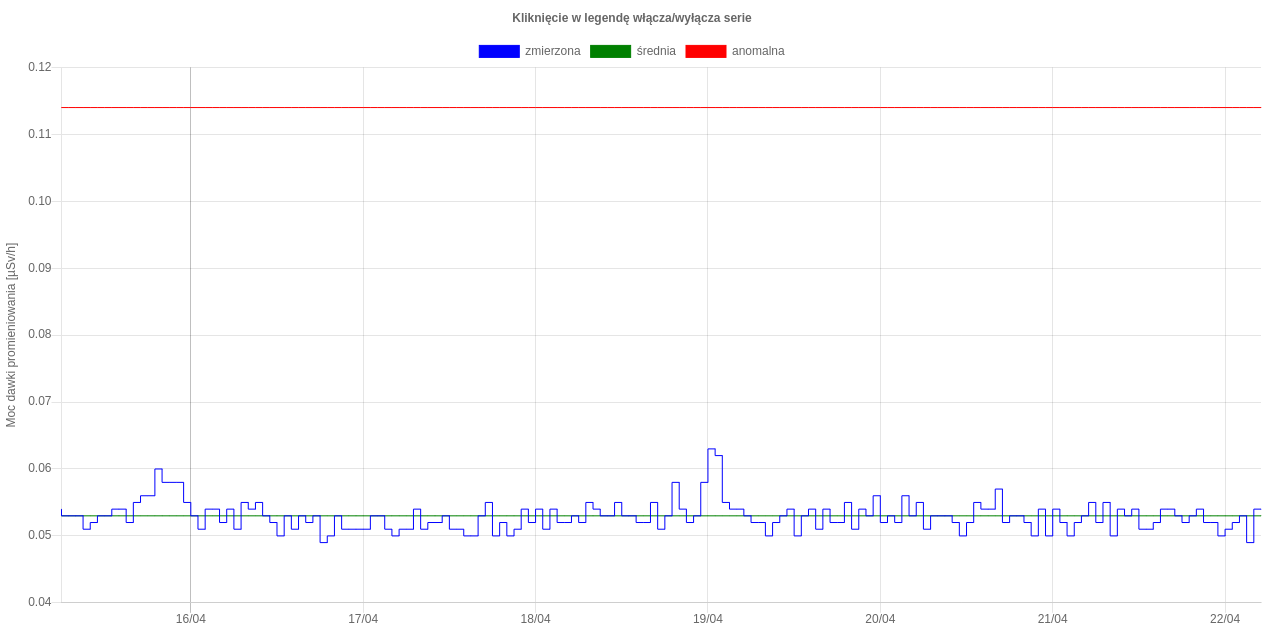 Kliknięcie w legendę włącza/wyłącza serie
zmierzona średnia anomalna
Moc dawki promieniowania [µSv/h]
0.12
0.11
0.10
0.09
0.08
0.07
0.06
0.05
0.04
16/04 17/04 18/04 19/04 20/04 21/04 22/04